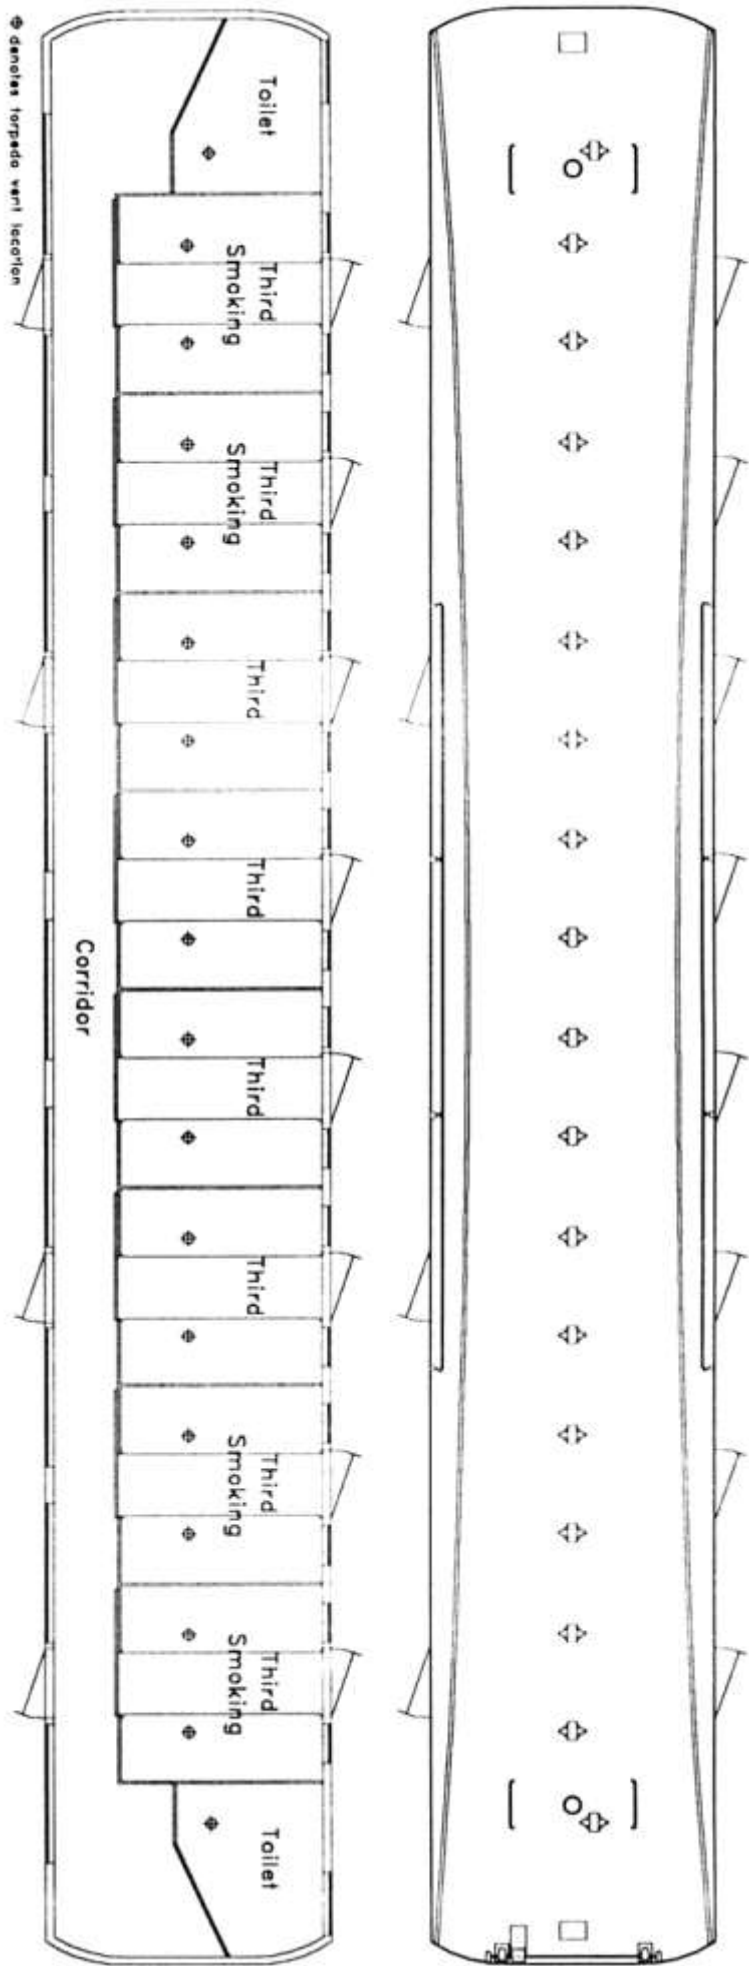 Toilet
Third
Smoking
Third
Smoking
Third
Third
Corridor
Third
Third
Third
Smoking
Third
Smoking
Toilet
⊕ denotes torpedo vent location